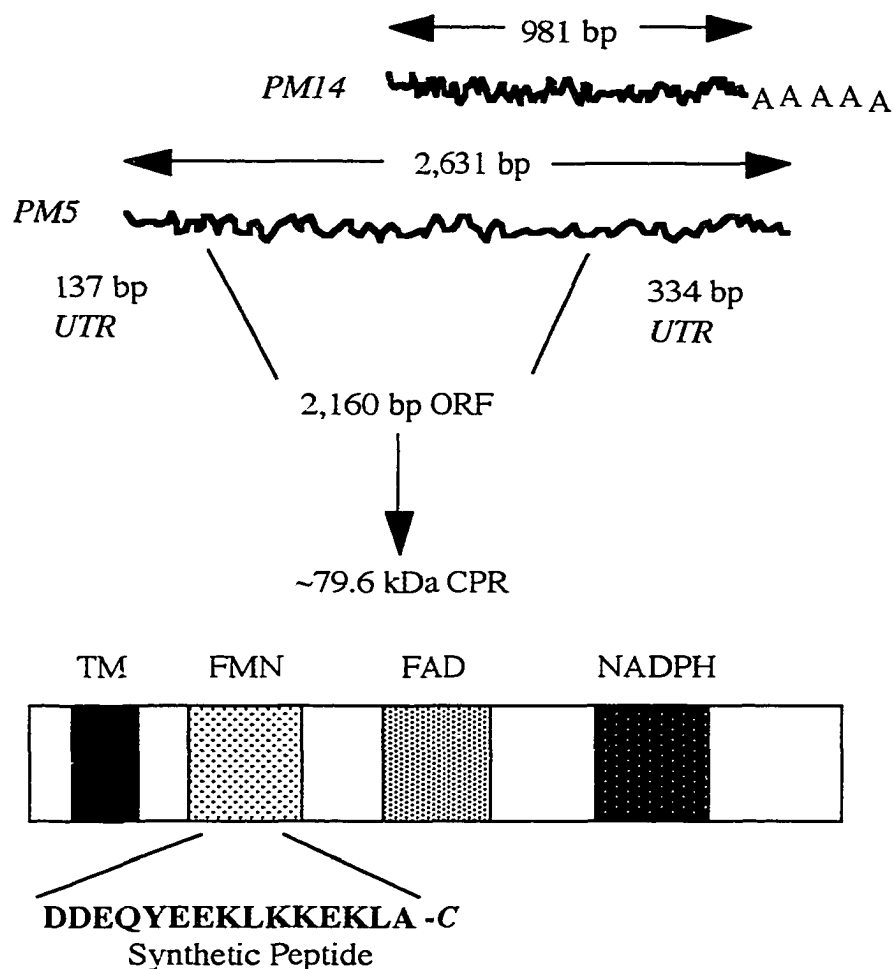 981 bp
PM14
A A A A A
2,631 bp
PM5
137 bp
UTR
334 bp
UTR
2,160 bp ORF
~79.6 kDa CPR
TM FMN FAD NADPH
DDEQYEEKLKKEKLA -C
Synthetic Peptide